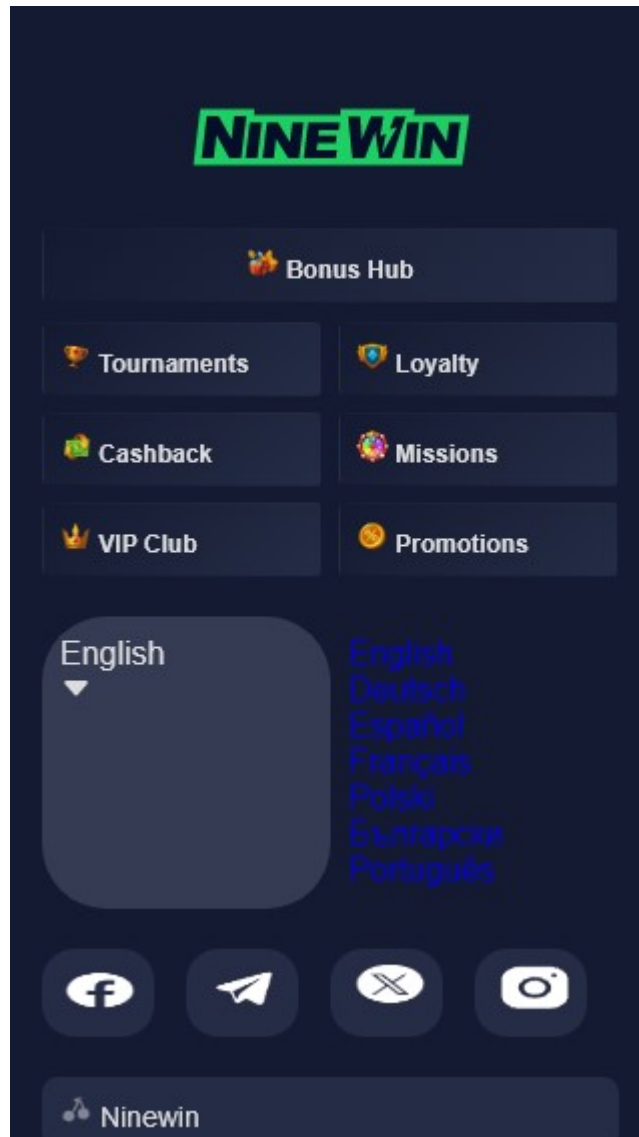 NINEWIN
Bonus Hub
Tournaments
Loyalty
Cashback
Missions
VIP Club
Promotions
English
English
Deutsch
Español
Français
Polski
Български
Português
Ninewin